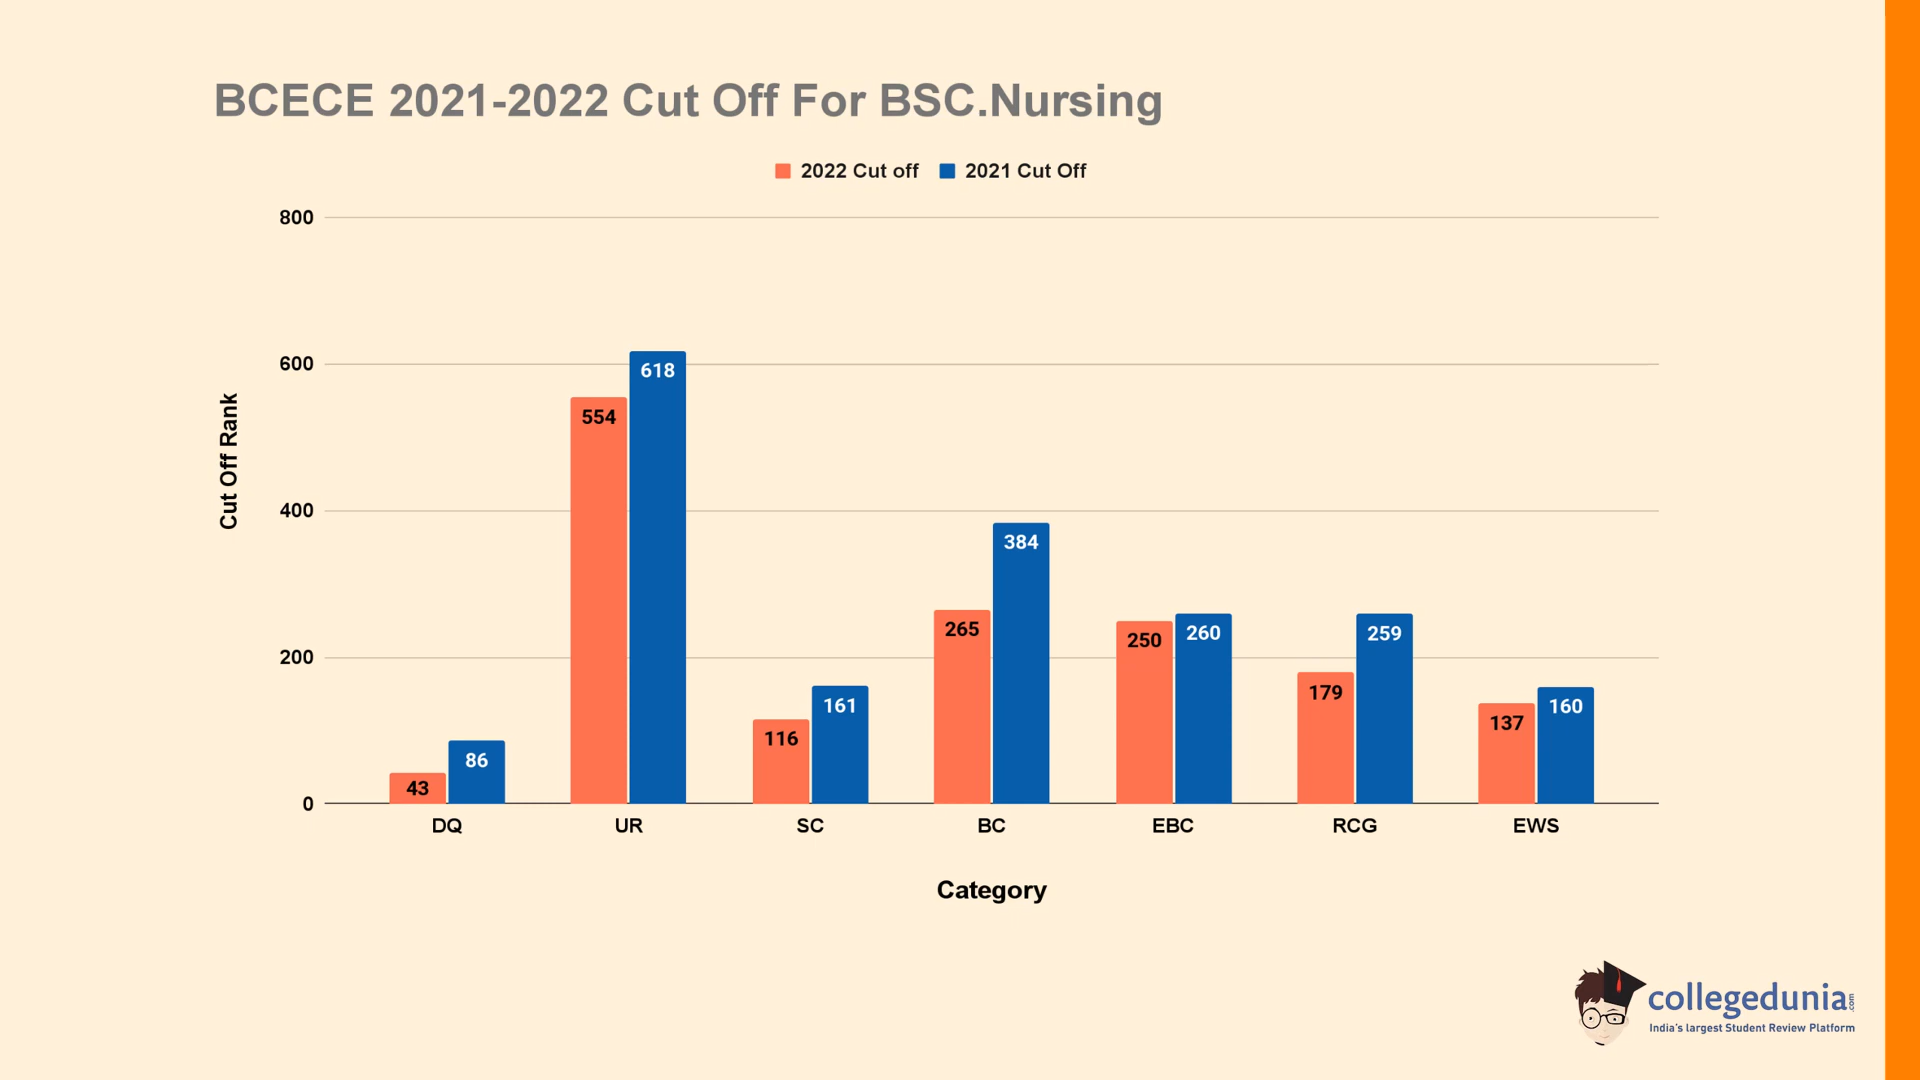 BCECE 2021-2022 Cut Off For BSC.Nursing
2022 Cut off 2021 Cut Off
800
600
400
200
0
Cut Off Rank
43 86
554 618
116 161
265 384
250 260
179 259
137 160
DQ UR SC BC EBC RCG EWS
Category
collegedunia.com
India's largest Student Review Platform